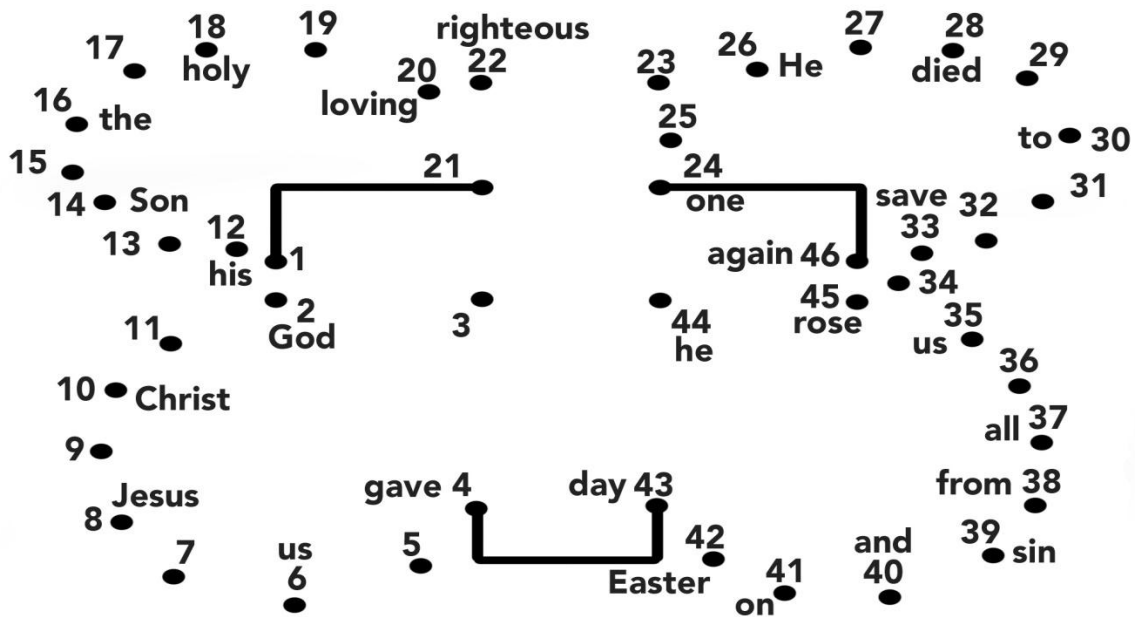 righteous
17 18 19 22 27 28
holy 20 23 26 He died 29
loving
16 the 25 to 30
15 21 24
14 Son one save 31
13 12 32
his 1 again 46 33
2 45 34
God 3 44 rose 35
11 he us
36
10 Christ
37
9 all
gave 4 day 43 from 38
Jesus
8 39 sin
us 5 42 and
7 6 Easter 41 40
on